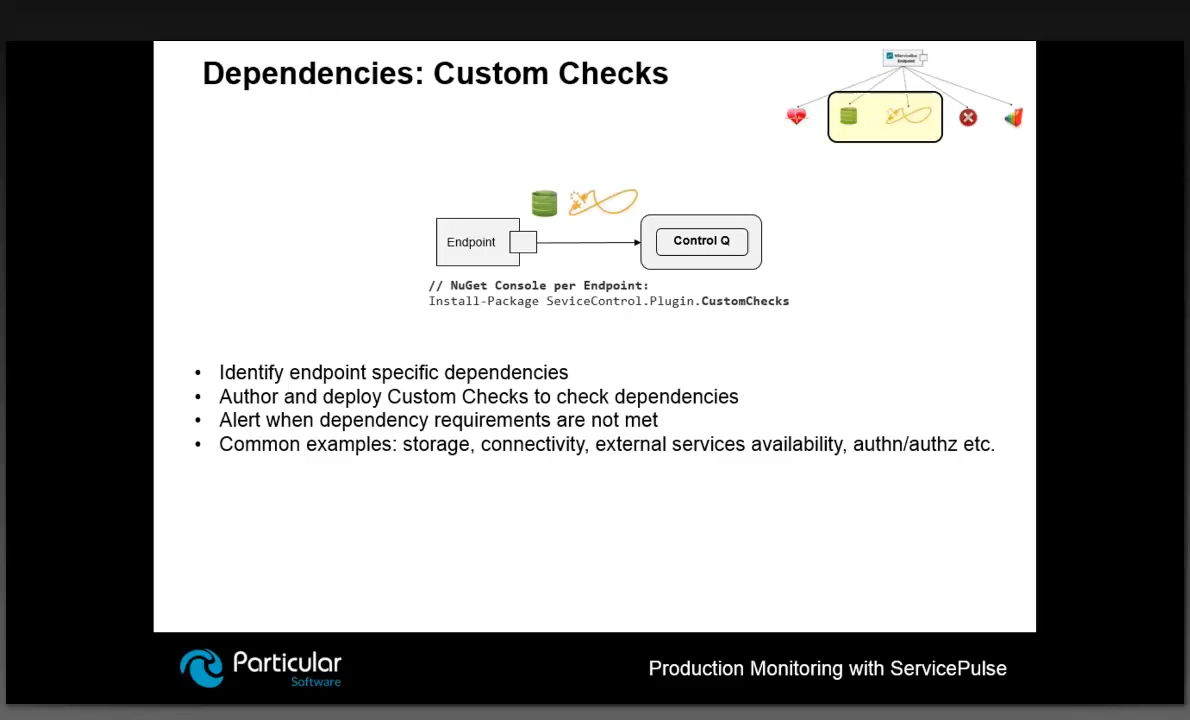 Dependencies: Custom Checks
Endpoint
Endpoint
Control Q
// NuGet Console per Endpoint:
Install-Package SeviceControl.Plugin.CustomChecks
• Identify endpoint specific dependencies
• Author and deploy Custom Checks to check dependencies
• Alert when dependency requirements are not met
• Common examples: storage, connectivity, external services availability, authn/authz etc.
Particular
Software
Production Monitoring with ServicePulse